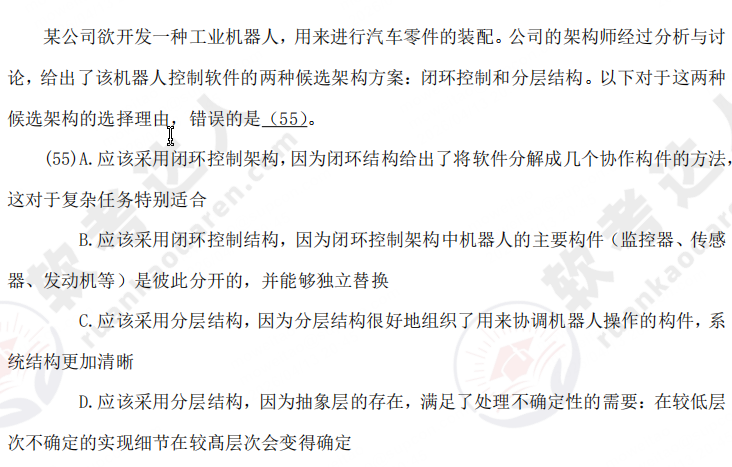 某公司欲开发一种工业机器人，用来进行汽车零件的装配。公司的架构师经过分析与讨
论，给出了该机器人控制软件的两种候选架构方案：闭环控制和分层结构。以下对于这两种
候选架构的选择理由，错误的是（55）。
(55)A.应该采用闭环控制架构，因为闭环结构给出了将软件分解成几个协作构件的方法，
这对于复杂任务特别适合
B.应该采用闭环控制结构，因为闭环控制架构中机器人的主要构件（监控器、传感
器、发动机等）是彼此分开的，并能够独立替换
C.应该采用分层结构，因为分层结构很好地组织了用来协调机器人操作的构件，系
统结构更加清晰
D.应该采用分层结构，因为抽象层的存在，满足了处理不确定性的需要：在较低层
次不确定的实现细节在较高层次会变得确定
软考达人
ruankaodaren.com
软考达人
ruankaodaren.com